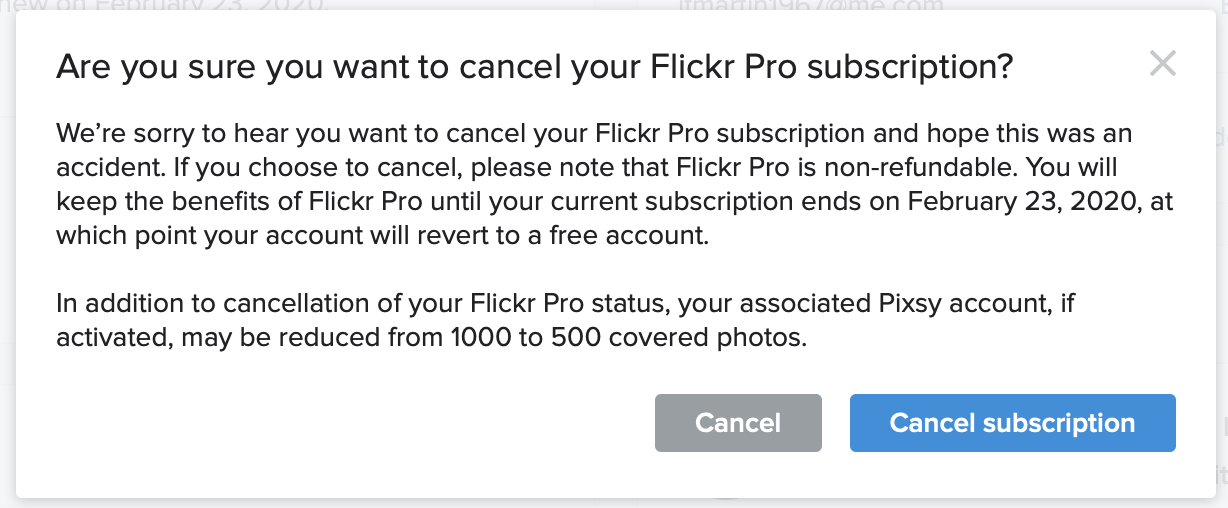 new on February 23, 2020.
Are you sure you want to cancel your Flickr Pro subscription?
We’re sorry to hear you want to cancel your Flickr Pro subscription and hope this was an
accident. If you choose to cancel, please note that Flickr Pro is non-refundable. You will
keep the benefits of Flickr Pro until your current subscription ends on February 23, 2020, at
which point your account will revert to a free account.
In addition to cancellation of your Flickr Pro status, your associated Pixsy account, if
activated, may be reduced from 1000 to 500 covered photos.
Cancel
Cancel subscription